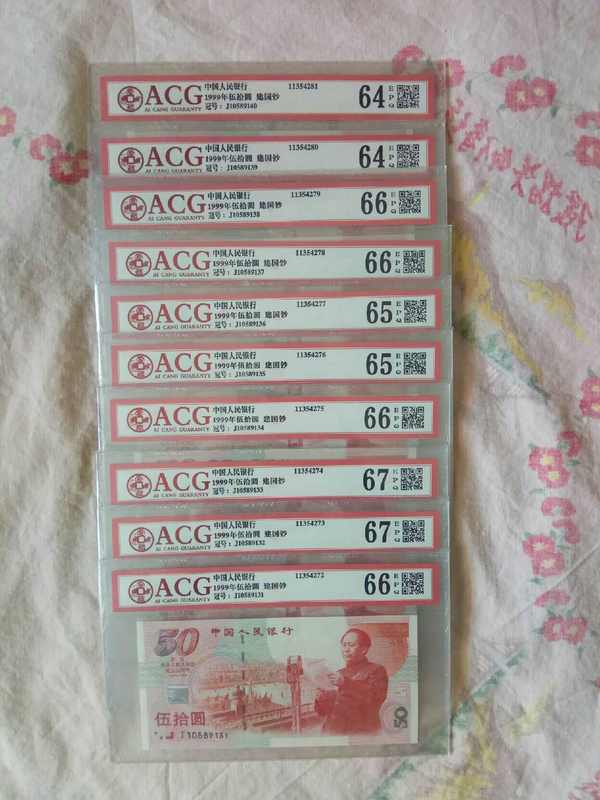 ACG
AI CANG GUARANTY
中国人民银行 11354281
1999年伍拾圆 建国钞
冠号：J10589140
64 EPQ
ACG
AI CANG GUARANTY
中国人民银行 11354280
1999年伍拾圆 建国钞
冠号：J10589139
64 EPQ
ACG
AI CANG GUARANTY
中国人民银行 11354279
1999年伍拾圆 建国钞
冠号：J10589138
66 EPQ
ACG
AI CANG GUARANTY
中国人民银行 11354278
1999年伍拾圆 建国钞
冠号：J10589137
66 EPQ
ACG
AI CANG GUARANTY
中国人民银行 11354277
1999年伍拾圆 建国钞
冠号：J10589136
65 EPQ
ACG
AI CANG GUARANTY
中国人民银行 11354276
1999年伍拾圆 建国钞
冠号：J10589135
65 EPQ
ACG
AI CANG GUARANTY
中国人民银行 11354275
1999年伍拾圆 建国钞
冠号：J10589134
66 EPQ
ACG
AI CANG GUARANTY
中国人民银行 11354274
1999年伍拾圆 建国钞
冠号：J10589133
67 EPQ
ACG
AI CANG GUARANTY
中国人民银行 11354273
1999年伍拾圆 建国钞
冠号：J10589132
67 EPQ
ACG
AI CANG GUARANTY
中国人民银行 11354272
1999年伍拾圆 建国钞
冠号：J10589131
66 EPQ
50 中国人民银行
伍拾圆
J10589131
50